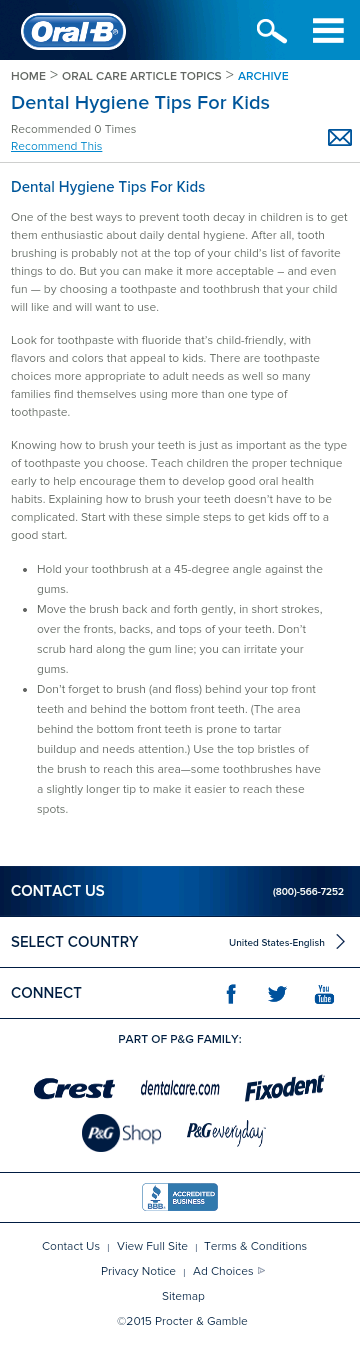 Oral-B®
HOME > ORAL CARE ARTICLE TOPICS > ARCHIVE
Dental Hygiene Tips For Kids
Recommended 0 Times
Recommend This
Dental Hygiene Tips For Kids
One of the best ways to prevent tooth decay in children is to get
them enthusiastic about daily dental hygiene. After all, tooth
brushing is probably not at the top of your child's list of favorite
things to do. But you can make it more acceptable – and even
fun — by choosing a toothpaste and toothbrush that your child
will like and will want to use.
Look for toothpaste with fluoride that's child-friendly, with
flavors and colors that appeal to kids. There are toothpaste
choices more appropriate to adult needs as well so many
families find themselves using more than one type of
toothpaste.
Knowing how to brush your teeth is just as important as the type
of toothpaste you choose. Teach children the proper technique
early to help encourage them to develop good oral health
habits. Explaining how to brush your teeth doesn't have to be
complicated. Start with these simple steps to get kids off to a
good start.
• Hold your toothbrush at a 45-degree angle against the
gums.
• Move the brush back and forth gently, in short strokes,
over the fronts, backs, and tops of your teeth. Don't
scrub hard along the gum line; you can irritate your
gums.
• Don't forget to brush (and floss) behind your top front
teeth and behind the bottom front teeth. (The area
behind the bottom front teeth is prone to tartar
buildup and needs attention.) Use the top bristles of
the brush to reach this area—some toothbrushes have
a slightly longer tip to make it easier to reach these
spots.
CONTACT US (800)-566-7252
SELECT COUNTRY United States-English
CONNECT You Tube
PART OF P&G FAMILY:
Crest dentalcare.com Fixodent
P&G Shop P&G everyday
BBB. ACCREDITED BUSINESS
Contact Us | View Full Site | Terms & Conditions
Privacy Notice | Ad Choices
Sitemap
©2015 Procter & Gamble